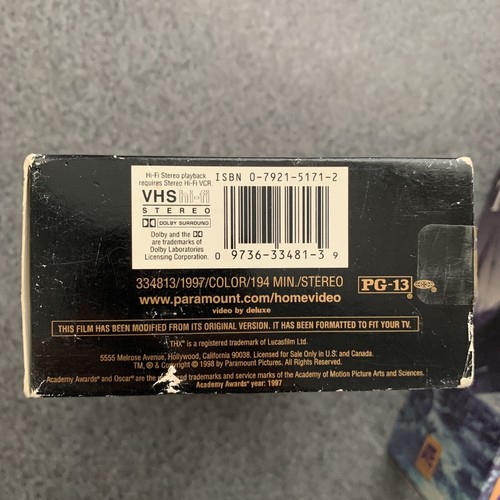 Hi-Fi Stereo playback
requires Stereo Hi-Fi VCR.
VHS hi-fi
STEREO
DOLBY SURROUND
Dolby and the
are trademarks of
Dolby Laboratories
Licensing Corporation.
ISBN 0-7921-5171-2
0 9736-33481-3 9
334813/1997/COLOR/194 MIN./STEREO
PG-13 ®
www.paramount.com/homevideo
video by deluxe
THIS FILM HAS BEEN MODIFIED FROM ITS ORIGINAL VERSION. IT HAS BEEN FORMATTED TO FIT YOUR TV.
THX® is a registered trademark of Lucasfilm Ltd.
5555 Melrose Avenue, Hollywood, California 90038. Licensed for Sale Only in U.S. and Canada.
TM, ® & Copyright © 1998 by Paramount Pictures. All Rights Reserved.
Academy Awards® and Oscar® are the registered trademarks and service marks of the Academy of Motion Picture Arts and Sciences.
Academy Awards® year: 1997